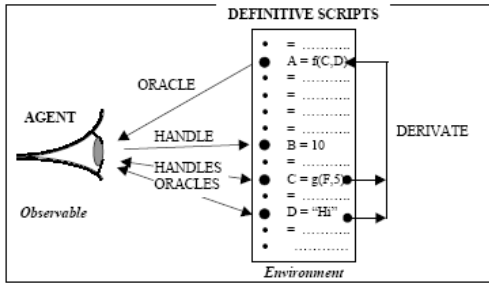 DEFINITIVE SCRIPTS
• = ...........
A = f(C,D)
ORACLE
• = ...........
• = ...........
• = ...........
AGENT
• = ...........
DERIVATE
HANDLE
B = 10
• = ...........
HANDLES
C = g(F,5)
ORACLES
Observable
D = “Hi”
• = ...........
• ............
Environment